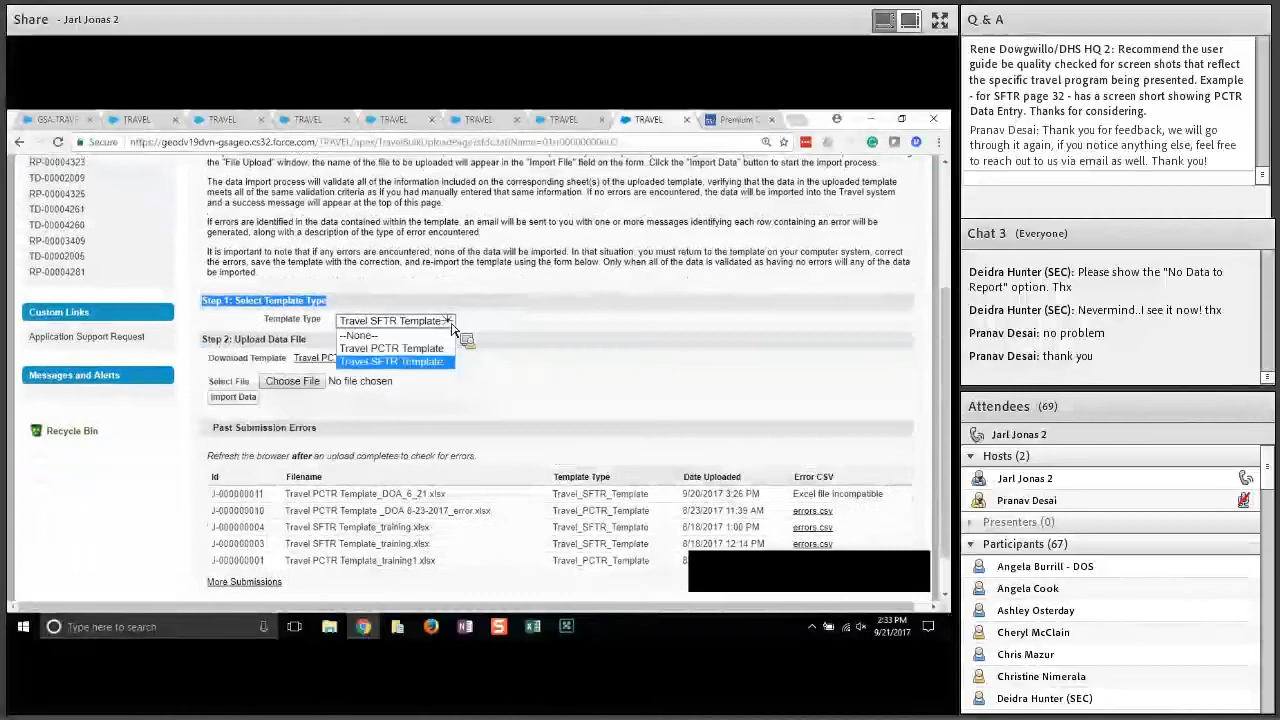 Share - Jarl Jonas 2
GSA.TRAVEL
TRAVEL
TRAVEL
TRAVEL
TRAVEL
TRAVEL
TRAVEL
TRAVEL
Premium C
Secure
RP-00004323
TD-00002009
RP-00004325
TD-00004261
TD-00004260
RP-00003409
TD-00002005
RP-00004281
Custom Links
Application Support Request
Messages and Alerts
Recycle Bin
the "File Upload" window, the name of the file to be uploaded will appear in the "Import File" field on the form. Click the "Import Data" button to start the import process.
The data import process will validate all of the information included on the corresponding sheet(s) of the uploaded template, verifying that the data in the uploaded template
meets all of the same validation criteria as if you had manually entered that same information. If no errors are encountered, the data will be imported into the Travel system
and a success message will appear at the top of this page.
If errors are identified in the data contained within the template, an email will be sent to you with one or more messages identifying each row containing an error will be
generated, along with a description of the type of error encountered.
It is important to note that if any errors are encountered, none of the data will be imported. In that situation, you must return to the template on your computer system, correct
the errors, save the template with the correction, and re-import the template using the form below. Only when all of the data is validated as having no errors will any of the data
be imported.
Step 1: Select Template Type
Template Type Travel SFTR Template
--None--
Travel PCTR Template
Travel SFTR Template
Step 2: Upload Data File
Download Template Travel PCT
Select File Choose File No file chosen
Import Data
Past Submission Errors
Refresh the browser after an upload completes to check for errors.
Id Filename Template Type Date Uploaded Error CSV
J-000000011 Travel PCTR Template_DOA_6_21.xlsx Travel_SFTR_Template 9/20/2017 3:26 PM Excel file incompatible
J-000000010 Travel PCTR Template _DOA 8-23-2017_error.xlsx Travel_PCTR_Template 8/23/2017 11:39 AM errors.csv
J-000000004 Travel SFTR Template_training.xlsx Travel_SFTR_Template 8/18/2017 1:00 PM errors.csv
J-000000003 Travel SFTR Template_training.xlsx Travel_SFTR_Template 8/18/2017 12:14 PM errors.csv
J-000000001 Travel PCTR Template_training1.xlsx Travel_PCTR_Template 8
More Submissions
Type here to search
2:33 PM
9/21/2017
Q & A
Rene Dowgwillo/DHS HQ 2: Recommend the user
guide be quality checked for screen shots that reflect
the specific travel program being presented. Example
- for SFTR page 32 - has a screen short showing PCTR
Data Entry. Thanks for considering.
Pranav Desai: Thank you for feedback, we will go
through it again, if you notice anything else, feel free
to reach out to us via email as well. Thank you!
Chat 3 (Everyone)
Deidra Hunter (SEC): Please show the "No Data to
Report" option. Thx
Deidra Hunter (SEC): Nevermind..I see it now! thx
Pranav Desai: no problem
Pranav Desai: thank you
Attendees (69)
Jarl Jonas 2
Hosts (2)
Jarl Jonas 2
Pranav Desai
Presenters (0)
Participants (67)
Angela Burrill - DOS
Angela Cook
Ashley Osterday
Cheryl McClain
Chris Mazur
Christine Nimerala
Deidra Hunter (SEC)